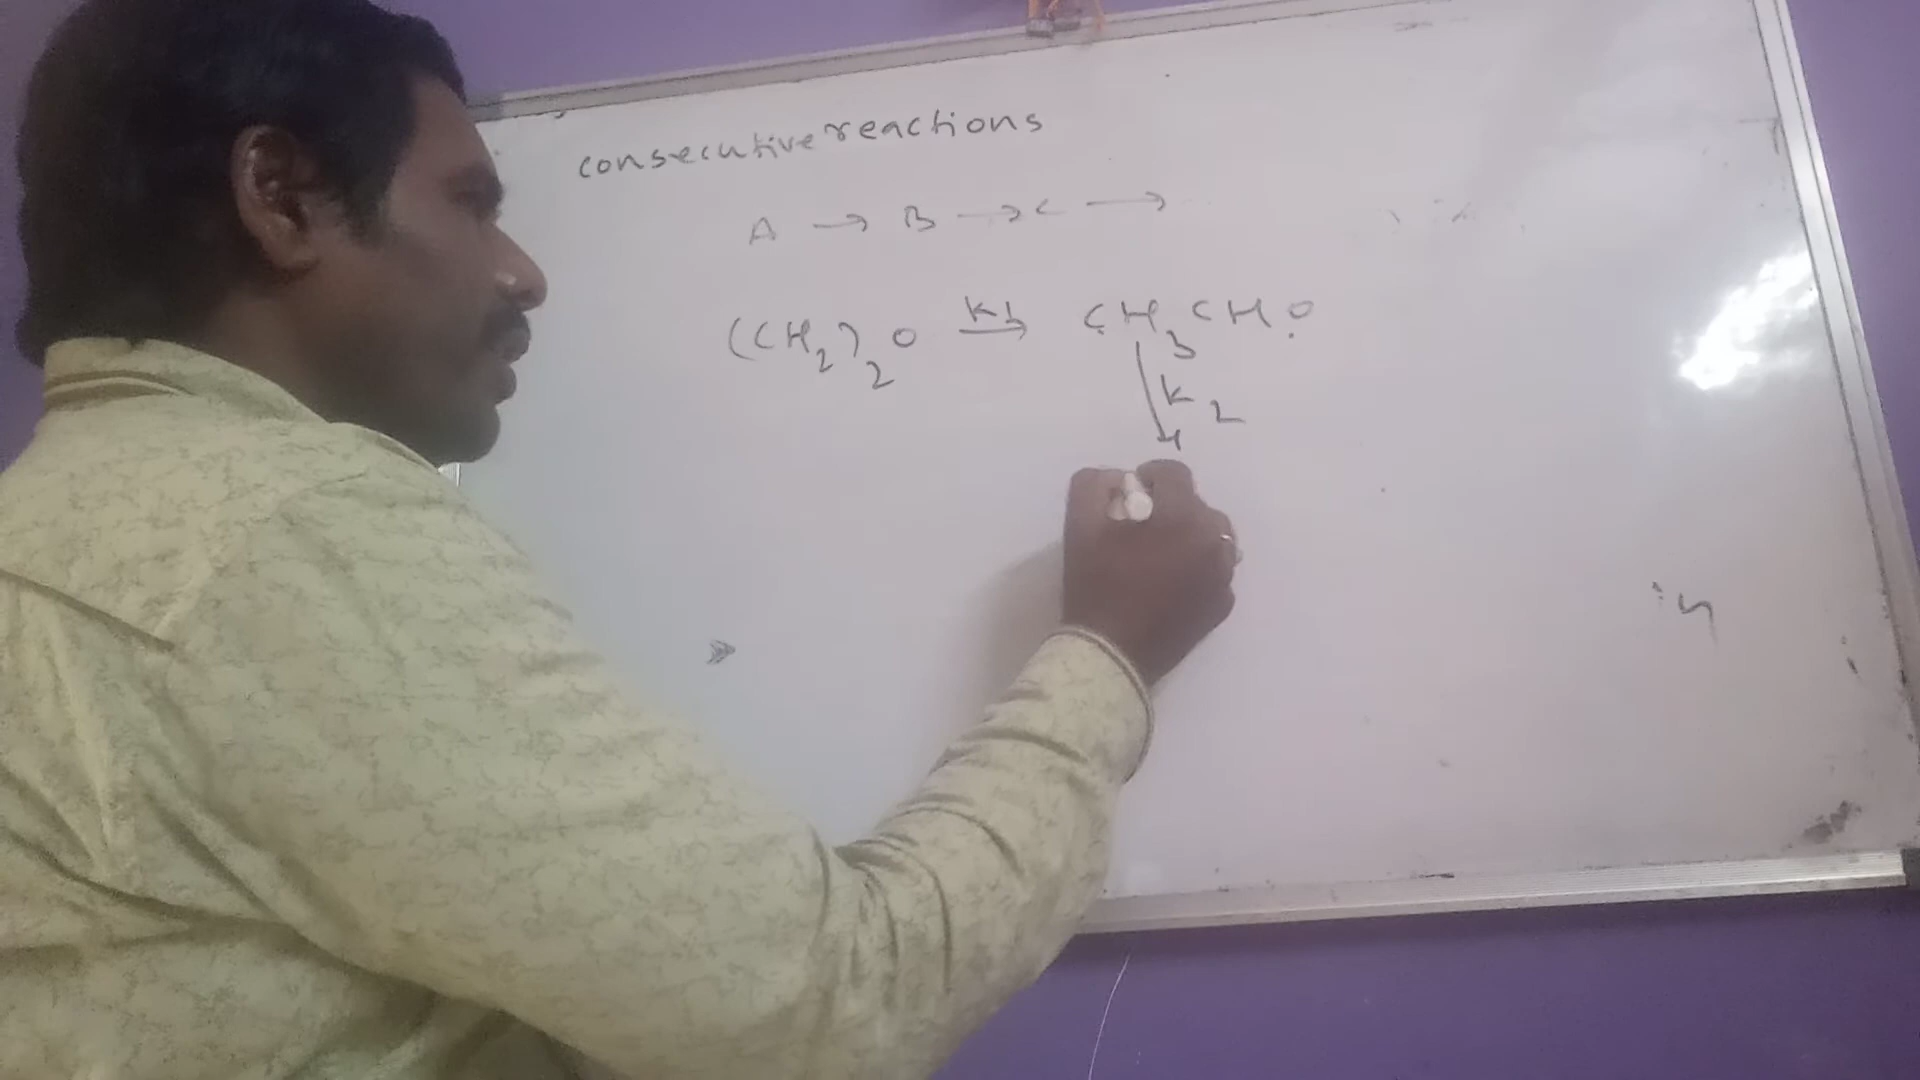 consecutive reactions
A → B → C →
(CH₂)₂O —k₁→ CH₃CHO
↓ k₂